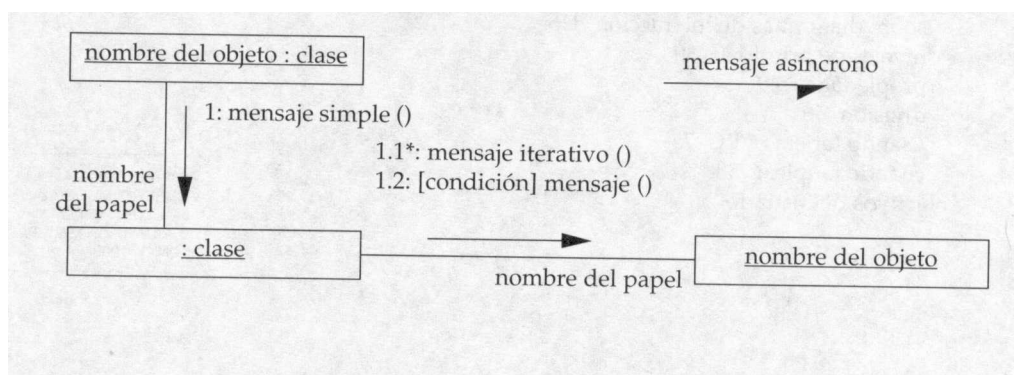 nombre del objeto : clase
mensaje asíncrono
1: mensaje simple ()
1.1*: mensaje iterativo ()
1.2: [condición] mensaje ()
nombre
del papel
: clase
nombre del papel
nombre del objeto